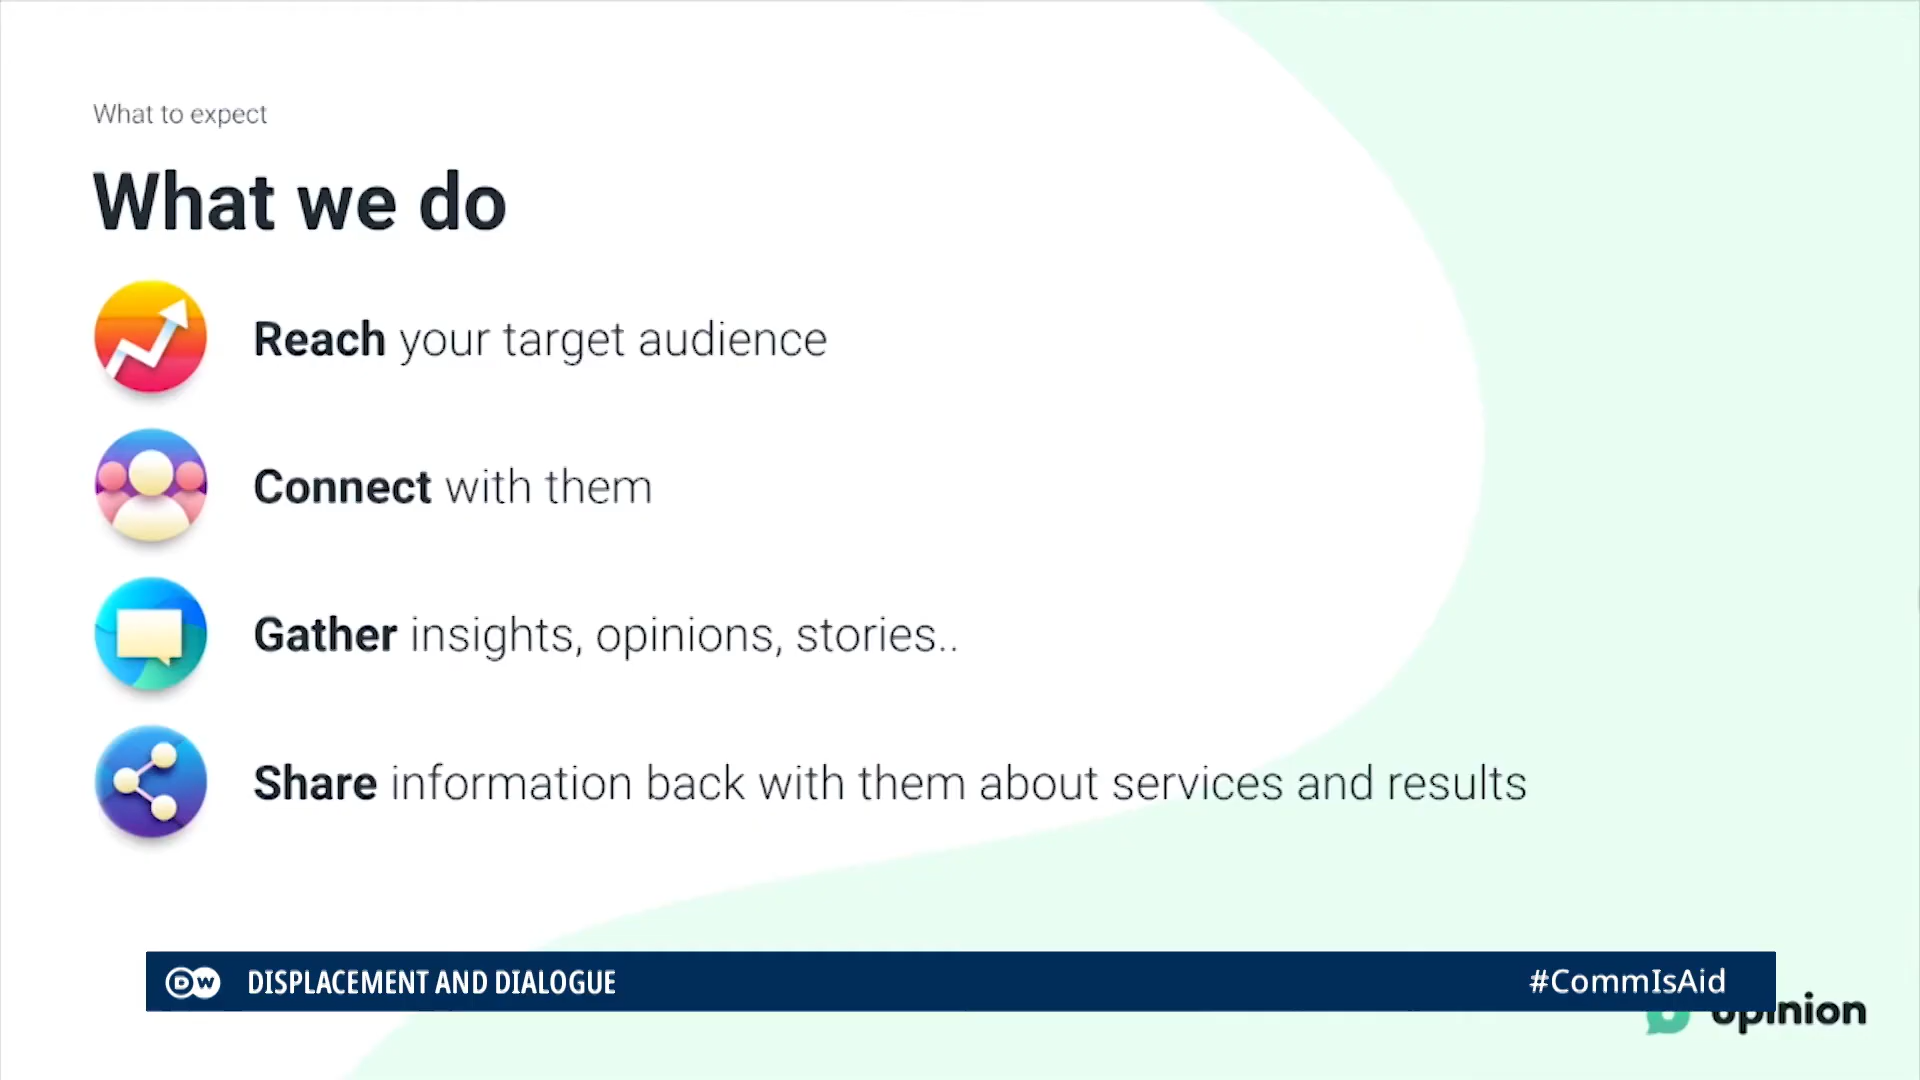 What to expect
What we do
Reach your target audience
Connect with them
Gather insights, opinions, stories..
Share information back with them about services and results
DW DISPLACEMENT AND DIALOGUE #CommIsAid
opinion